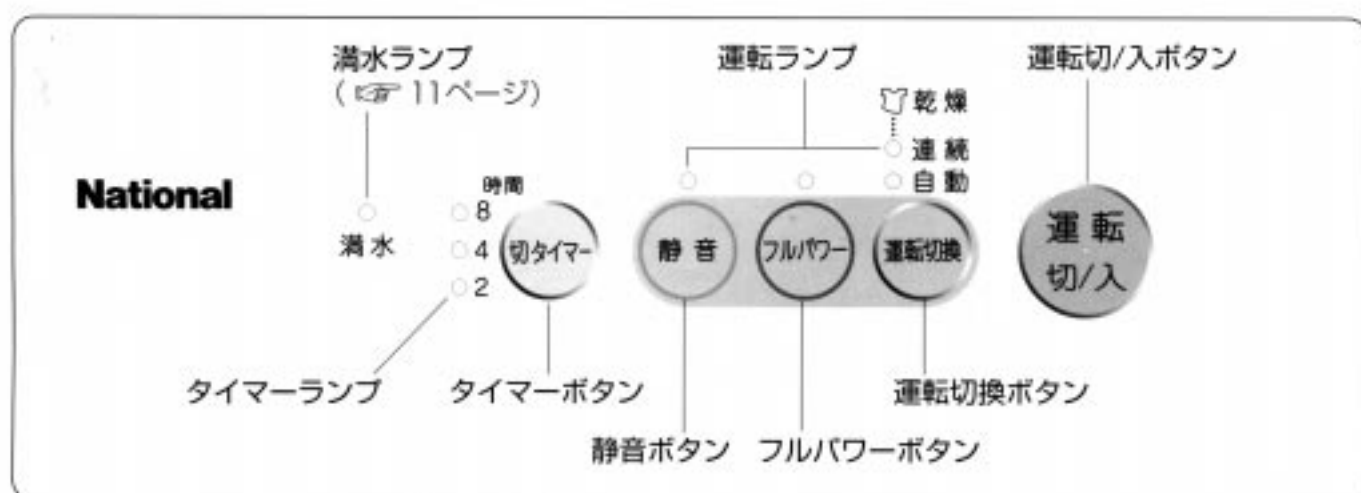 満水ランプ
(☞ 11ページ)
運転ランプ
運転切/入ボタン
乾燥
連続
自動
National
満水
時間
8
4
2
切タイマー
静音
フルパワー
運転切換
運転
切/入
タイマーランプ
タイマーボタン
運転切換ボタン
静音ボタン
フルパワーボタン